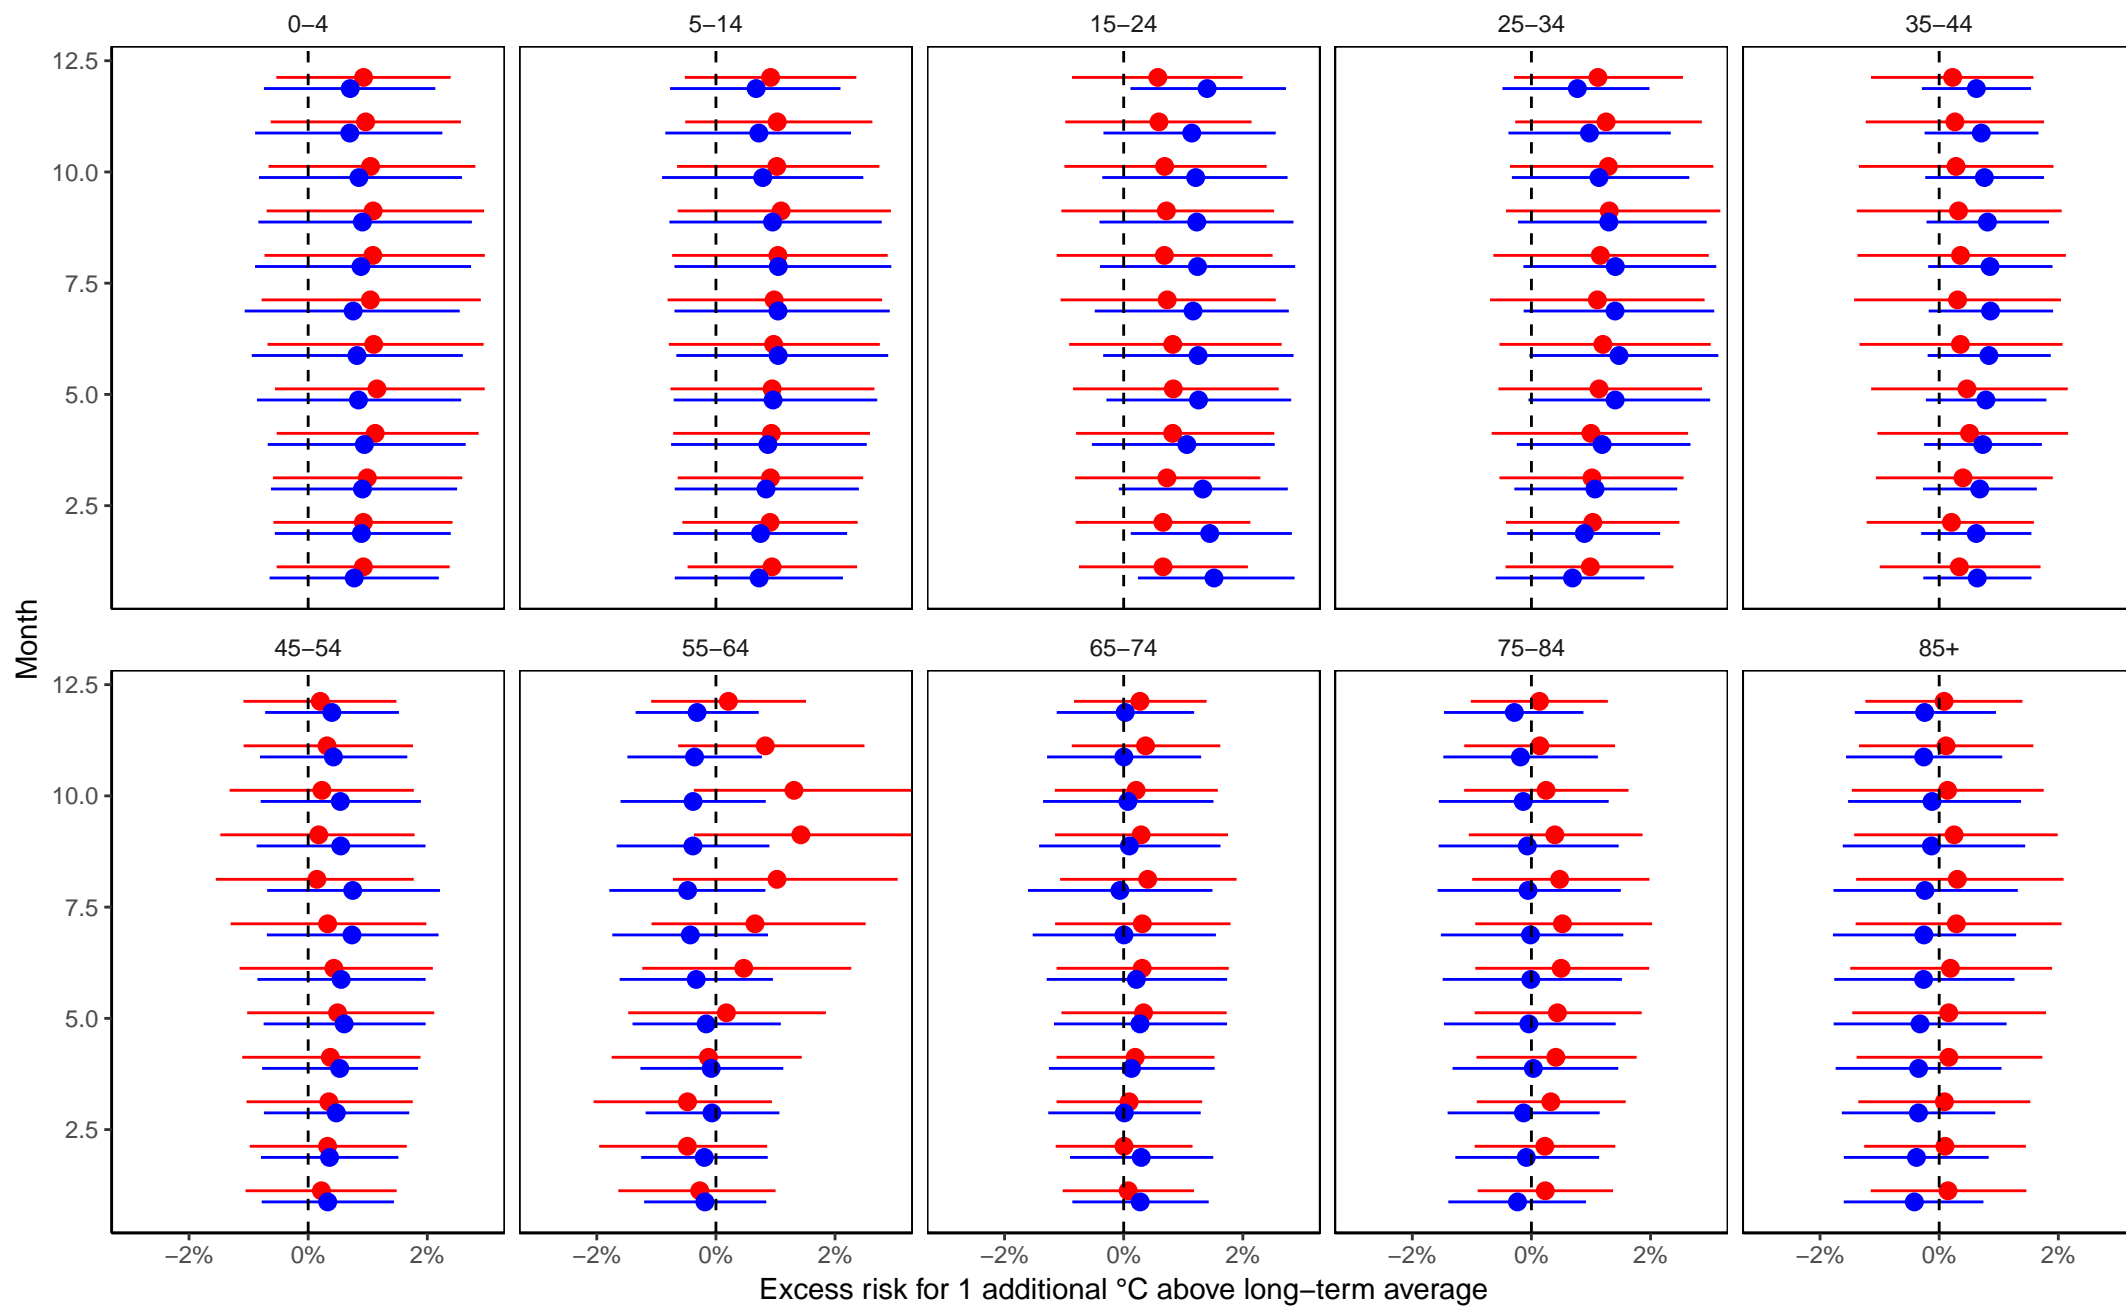 0–4 5–14 15–24 25–34 35–44
12.5
10.0
7.5
5.0
2.5
Month
45–54 55–64 65–74 75–84 85+
12.5
10.0
7.5
5.0
2.5
−2% 0% 2% −2% 0% 2% −2% 0% 2% −2% 0% 2% −2% 0% 2%
Excess risk for 1 additional °C above long−term average